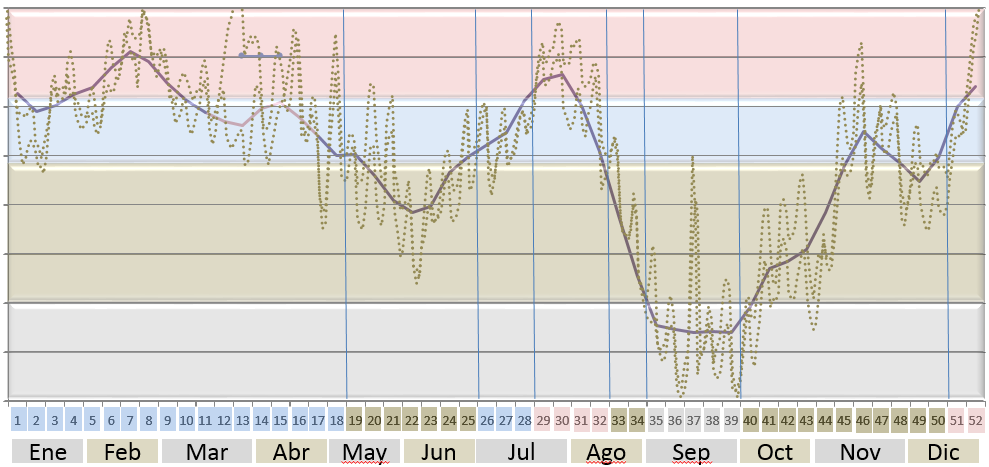 1 2 3 4 5 6 7 8 9 10 11 12 13 14 15 16 17 18 19 20 21 22 23 24 25 26 27 28 29 30 31 32 33 34 35 36 37 38 39 40 41 42 43 44 45 46 47 48 49 50 51 52
Ene Feb Mar Abr May Jun Jul Ago Sep Oct Nov Dic